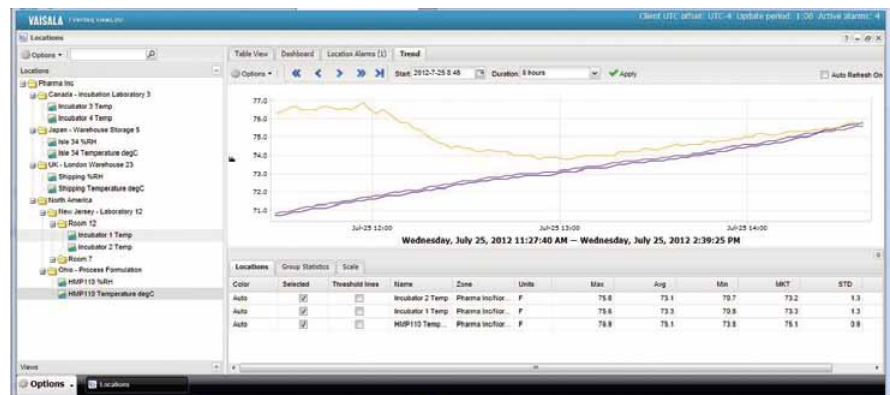 VAISALA
Client UTC offset: UTC-4 Update period: 1:00 Active alarms: 4
Locations
Options
Table View Dashboard Location Alarms (1) Trend
Options Start 2012-7-25 8:45 Duration: 6 hours Apply Auto Refresh On
Locations
Pharma Inc
Canada - Incubation Laboratory 3
Incubator 3 Temp
Incubator 4 Temp
Japan - Warehouse Storage 5
Isle 34 %RH
Isle 34 Temperature degC
UK - London Warehouse 23
Shipping %RH
Shipping Temperature degC
North America
New Jersey - Laboratory 12
Room 12
Incubator 1 Temp
Incubator 2 Temp
Room 7
Ohio - Process Formulation
HMP110 %RH
HMP110 Temperature degC
77.0
76.0
75.0
74.0
73.0
72.0
71.0
Jul-25 12:00 Jul-25 13:00 Jul-25 14:00
Wednesday, July 25, 2012 11:27:40 AM — Wednesday, July 25, 2012 2:39:25 PM
Locations Group Statistics Scale
Color Selected Threshold lines Name Zone Units Max Avg Min MKT STD
Auto Incubator 2 Temp Pharma Inc/Nor... F 75.8 73.1 70.7 73.2 1.3
Auto Incubator 1 Temp Pharma Inc/Nor... F 75.6 73.3 70.8 73.3 1.3
Auto HMP110 Temp... Pharma Inc/Nor... F 76.9 75.1 73.8 75.1 0.9
Views
Options Locations